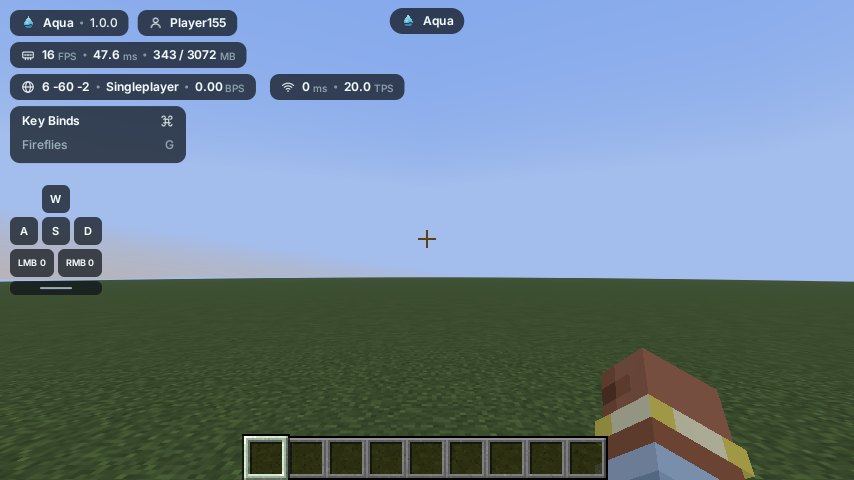 Aqua • 1.0.0 Player155
Aqua
16 FPS • 47.6 ms • 343 / 3072 MB
6 -60 -2 • Singleplayer • 0.00 BPS 0 ms • 20.0 TPS
Key Binds ⌘
Fireflies G
W
A S D
LMB 0 RMB 0